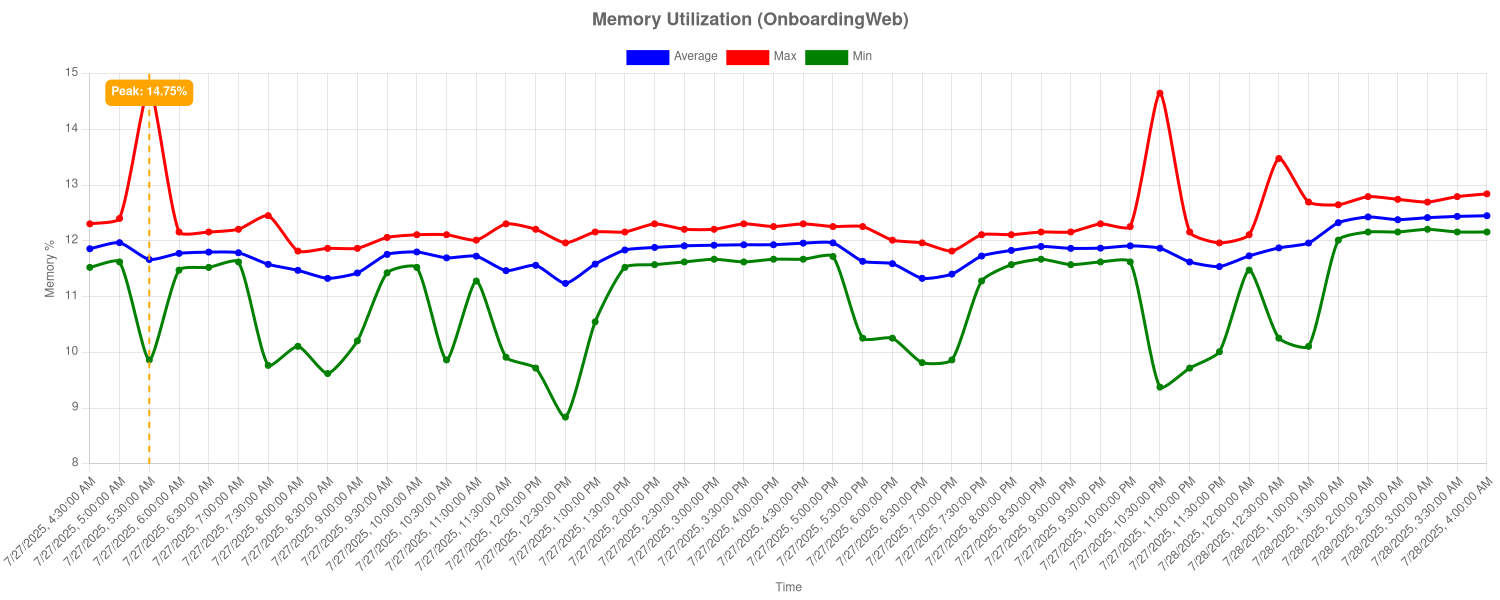 Memory Utilization (OnboardingWeb)
Average
Max
Min
Peak: 14.75%
15
14
13
12
11
10
9
8
Memory %
7/27/2025, 4:30:00 AM
7/27/2025, 5:00:00 AM
7/27/2025, 5:30:00 AM
7/27/2025, 6:00:00 AM
7/27/2025, 6:30:00 AM
7/27/2025, 7:00:00 AM
7/27/2025, 7:30:00 AM
7/27/2025, 8:00:00 AM
7/27/2025, 8:30:00 AM
7/27/2025, 9:00:00 AM
7/27/2025, 9:30:00 AM
7/27/2025, 10:00:00 AM
7/27/2025, 10:30:00 AM
7/27/2025, 11:00:00 AM
7/27/2025, 11:30:00 AM
7/27/2025, 12:00:00 PM
7/27/2025, 12:30:00 PM
7/27/2025, 1:00:00 PM
7/27/2025, 1:30:00 PM
7/27/2025, 2:00:00 PM
7/27/2025, 2:30:00 PM
7/27/2025, 3:00:00 PM
7/27/2025, 3:30:00 PM
7/27/2025, 4:00:00 PM
7/27/2025, 4:30:00 PM
7/27/2025, 5:00:00 PM
7/27/2025, 5:30:00 PM
7/27/2025, 6:00:00 PM
7/27/2025, 6:30:00 PM
7/27/2025, 7:00:00 PM
7/27/2025, 7:30:00 PM
7/27/2025, 8:00:00 PM
7/27/2025, 8:30:00 PM
7/27/2025, 9:00:00 PM
7/27/2025, 9:30:00 PM
7/27/2025, 10:00:00 PM
7/27/2025, 10:30:00 PM
7/27/2025, 11:00:00 PM
7/27/2025, 11:30:00 PM
7/28/2025, 12:00:00 AM
7/28/2025, 12:30:00 AM
7/28/2025, 1:00:00 AM
7/28/2025, 1:30:00 AM
7/28/2025, 2:00:00 AM
7/28/2025, 2:30:00 AM
7/28/2025, 3:00:00 AM
7/28/2025, 3:30:00 AM
7/28/2025, 4:00:00 AM
Time